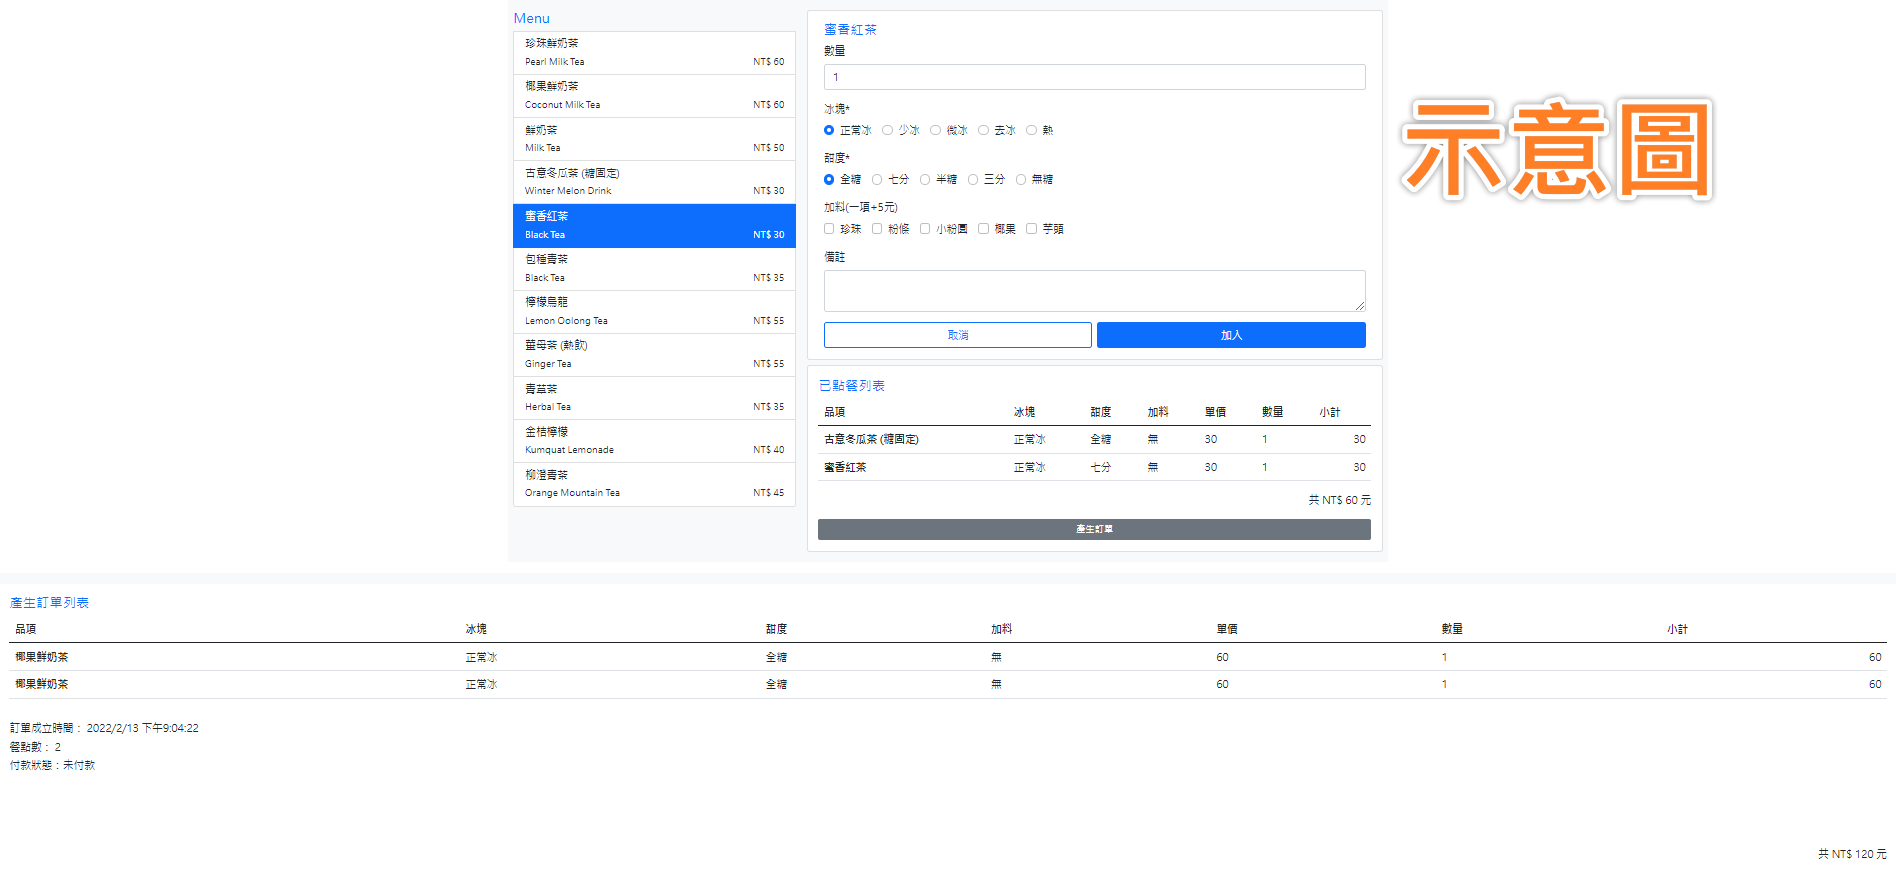 Menu
珍珠鮮奶茶
Pearl Milk Tea NT$ 60
椰果鮮奶茶
Coconut Milk Tea NT$ 60
鮮奶茶
Milk Tea NT$ 50
古意冬瓜茶 (糖固定)
Winter Melon Drink NT$ 30
蜜香紅茶
Black Tea NT$ 30
包種青茶
Black Tea NT$ 35
檸檬烏龍
Lemon Oolong Tea NT$ 55
薑母茶 (熱飲)
Ginger Tea NT$ 55
青草茶
Herbal Tea NT$ 35
金桔檸檬
Kumquat Lemonade NT$ 40
柳澄青茶
Orange Mountain Tea NT$ 45
蜜香紅茶
數量
1
冰塊*
正常冰 少冰 微冰 去冰 熱
甜度*
全糖 七分 半糖 三分 無糖
加料(一項+5元)
珍珠 粉條 小粉圓 椰果 芋頭
備註
取消 加入
已點餐列表
品項 冰塊 甜度 加料 單價 數量 小計
古意冬瓜茶 (糖固定) 正常冰 全糖 無 30 1 30
蜜香紅茶 正常冰 七分 無 30 1 30
共 NT$ 60 元
產生訂單
示意圖
產生訂單列表
品項 冰塊 甜度 加料 單價 數量 小計
椰果鮮奶茶 正常冰 全糖 無 60 1 60
椰果鮮奶茶 正常冰 全糖 無 60 1 60
訂單成立時間： 2022/2/13 下午9:04:22
餐點數： 2
付款狀態：未付款
共 NT$ 120 元